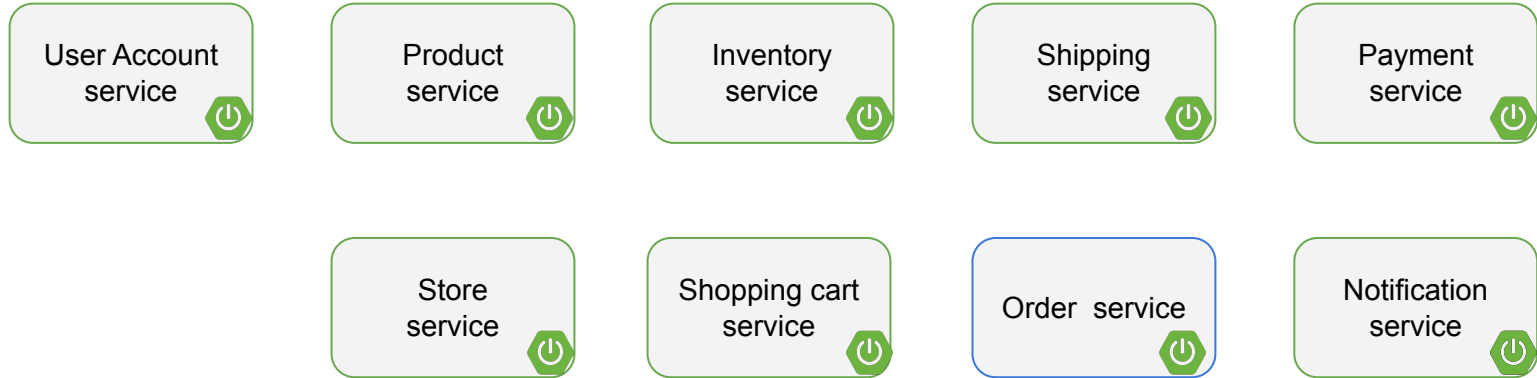 User Account
service
Product
service
Inventory
service
Shipping
service
Payment
service
Store
service
Shopping cart
service
Order  service
Notification
service